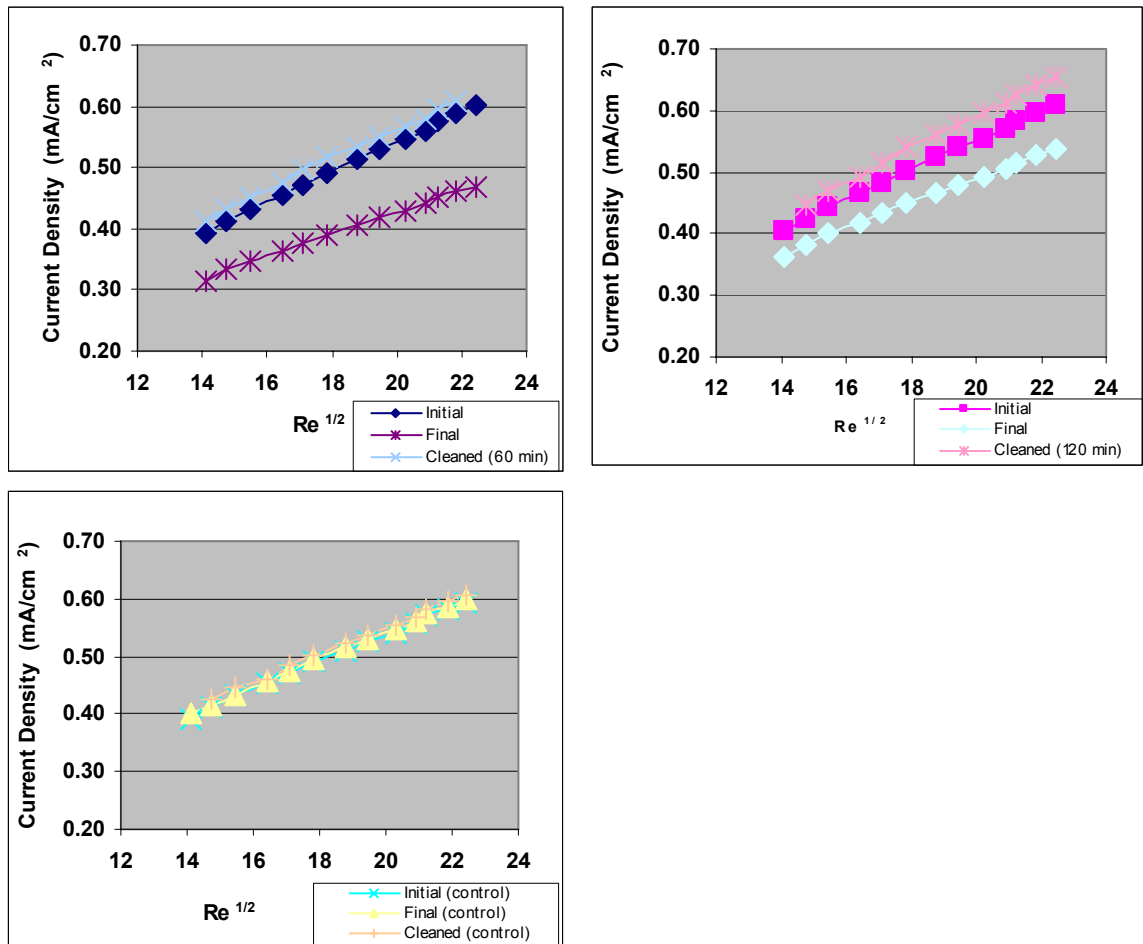 0.70
0.60
0.50
0.40
0.30
0.20
Current Density (mA/cm 2)
12 14 16 18 20 22 24
Re 1/2
Initial
Final
Cleaned (60 min)
0.70
0.60
0.50
0.40
0.30
0.20
Current Density (mA/cm 2)
12 14 16 18 20 22 24
Re 1/2
Initial
Final
Cleaned (120 min)
0.70
0.60
0.50
0.40
0.30
0.20
Current Density (mA/cm 2)
12 14 16 18 20 22 24
Re 1/2
Initial (control)
Final (control)
Cleaned (control)